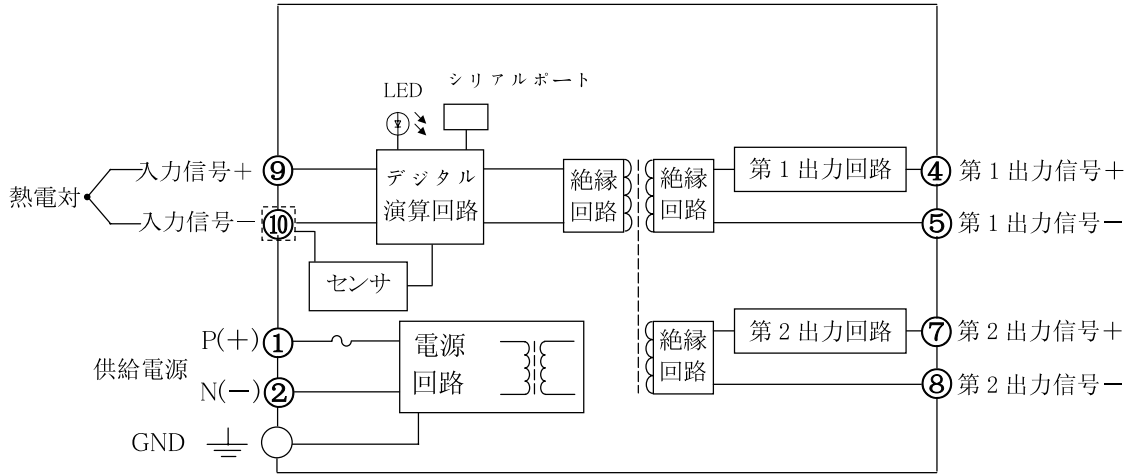 シリアルポート
LED
熱電対
入力信号+
⑨
入力信号−
⑩
デジタル
演算回路
センサ
絶縁
回路
絶縁
回路
第1出力回路
④ 第1出力信号+
⑤ 第1出力信号−
供給電源
P(+)
①
N(−)
②
GND
電源
回路
絶縁
回路
第2出力回路
⑦ 第2出力信号+
⑧ 第2出力信号−